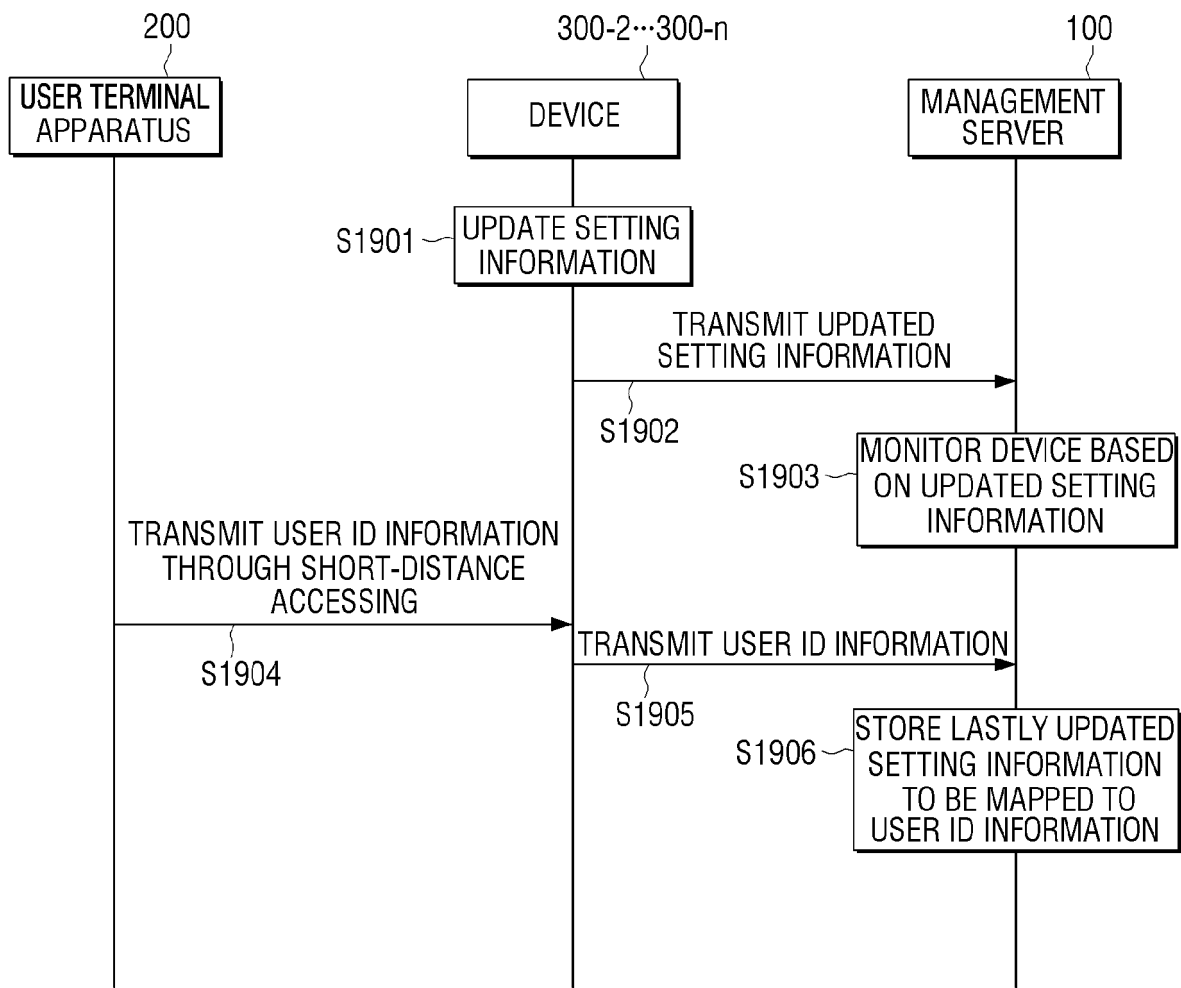 200
300-2···300-n
100
USER TERMINAL
APPARATUS
DEVICE
MANAGEMENT
SERVER
S1901
UPDATE SETTING
INFORMATION
TRANSMIT UPDATED
SETTING INFORMATION
S1902
S1903
MONITOR DEVICE BASED
ON UPDATED SETTING
INFORMATION
TRANSMIT USER ID INFORMATION
THROUGH SHORT-DISTANCE
ACCESSING
S1904
TRANSMIT USER ID INFORMATION
S1905
S1906
STORE LASTLY UPDATED
SETTING INFORMATION
TO BE MAPPED TO
USER ID INFORMATION